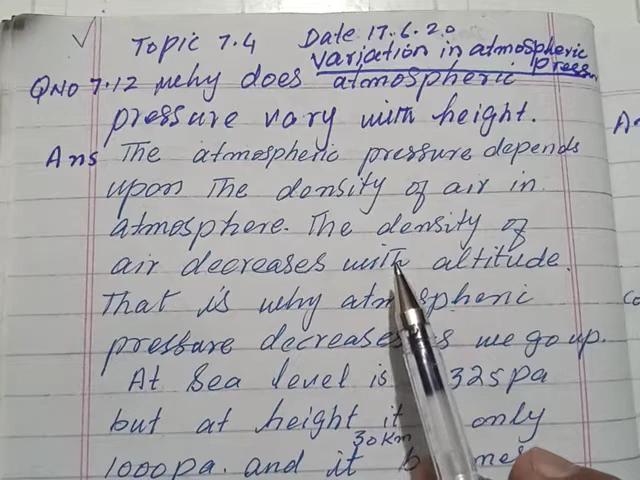 Topic 7.4 Date 17.6.20
Variation in atmospheric
QNo 7.12 why does atmospheric
pressure vary with height.
Ans The atmospheric pressure depends
upon The density of air in
atmosphere. The density of
air decreases with altitude.
That is why atmospheric
pressure decreases we go up.
At Sea level is 325pa
but at height it only
30km
1000pa. and it